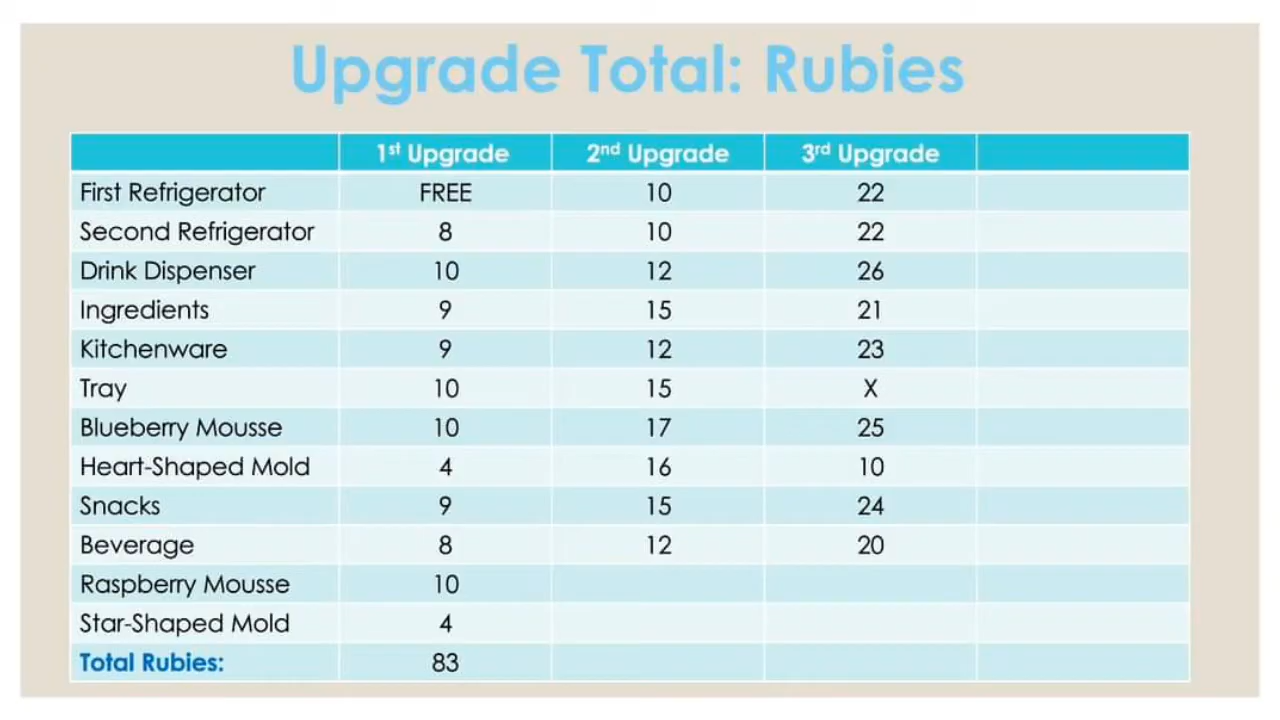 Upgrade Total: Rubies
1st Upgrade 2nd Upgrade 3rd Upgrade
First Refrigerator FREE 10 22
Second Refrigerator 8 10 22
Drink Dispenser 10 12 26
Ingredients 9 15 21
Kitchenware 9 12 23
Tray 10 15 X
Blueberry Mousse 10 17 25
Heart-Shaped Mold 4 16 10
Snacks 9 15 24
Beverage 8 12 20
Raspberry Mousse 10
Star-Shaped Mold 4
Total Rubies: 83